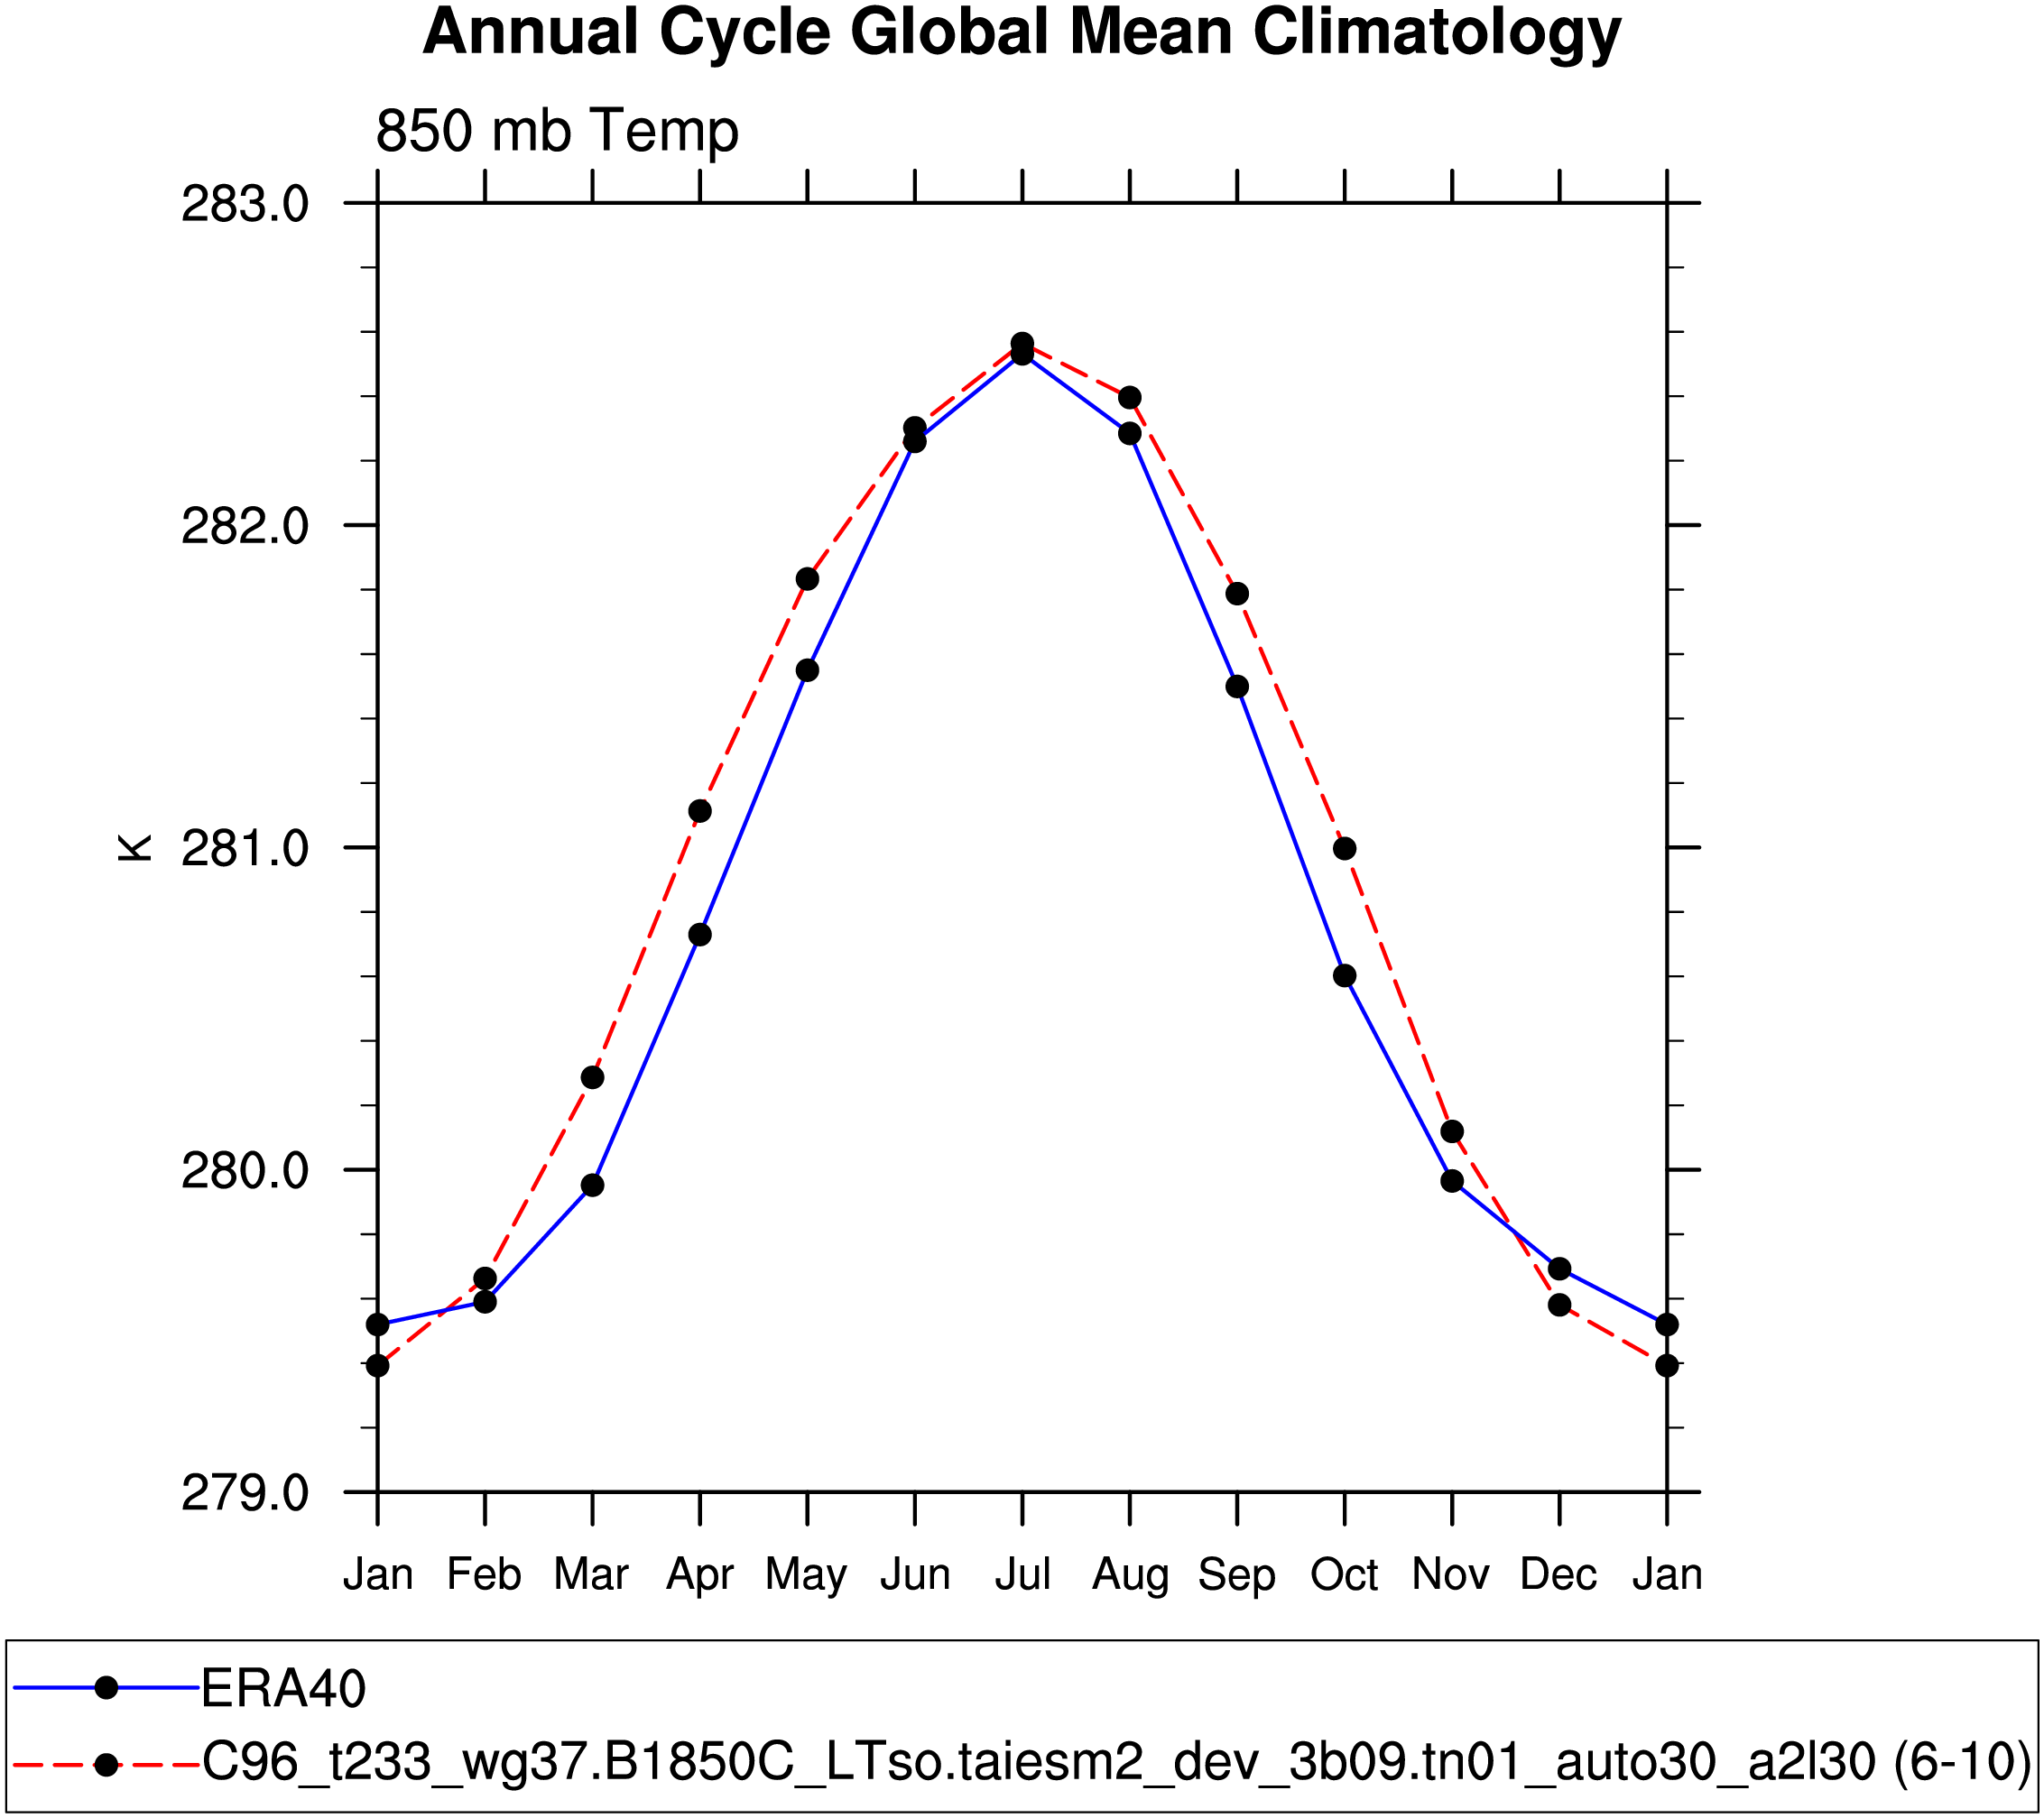 Annual Cycle Global Mean Climatology
850 mb Temp
283.0
282.0
281.0
280.0
279.0
K
Jan Feb Mar Apr May Jun Jul Aug Sep Oct Nov Dec Jan
ERA40
C96_t233_wg37.B1850C_LTso.taiesm2_dev_3b09.tn01_auto30_a2l30 (6-10)